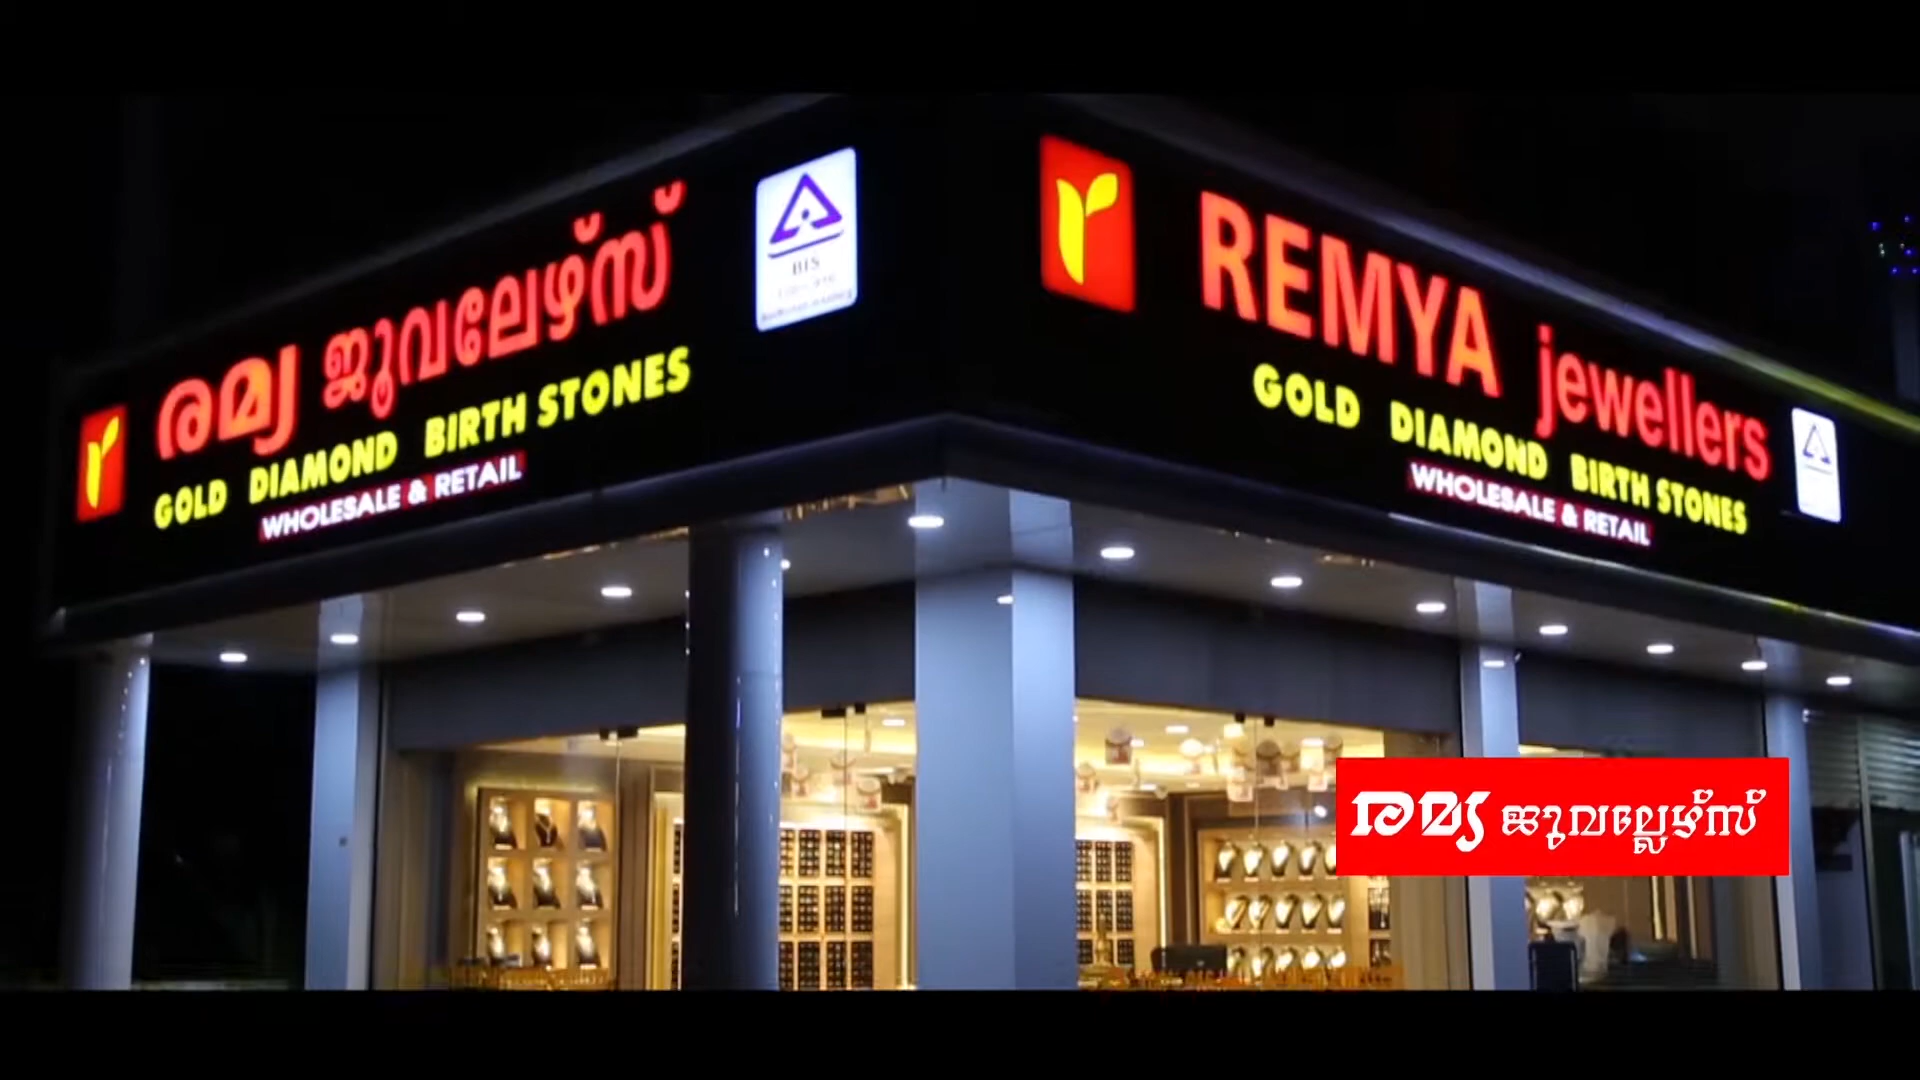 രമ്യ ജൂവലേഴ്സ്
GOLD DIAMOND BIRTH STONES
WHOLESALE & RETAIL
BIS
REMYA jewellers
GOLD DIAMOND BIRTH STONES
WHOLESALE & RETAIL
രമ്യ ജുവല്ലേഴ്സ്